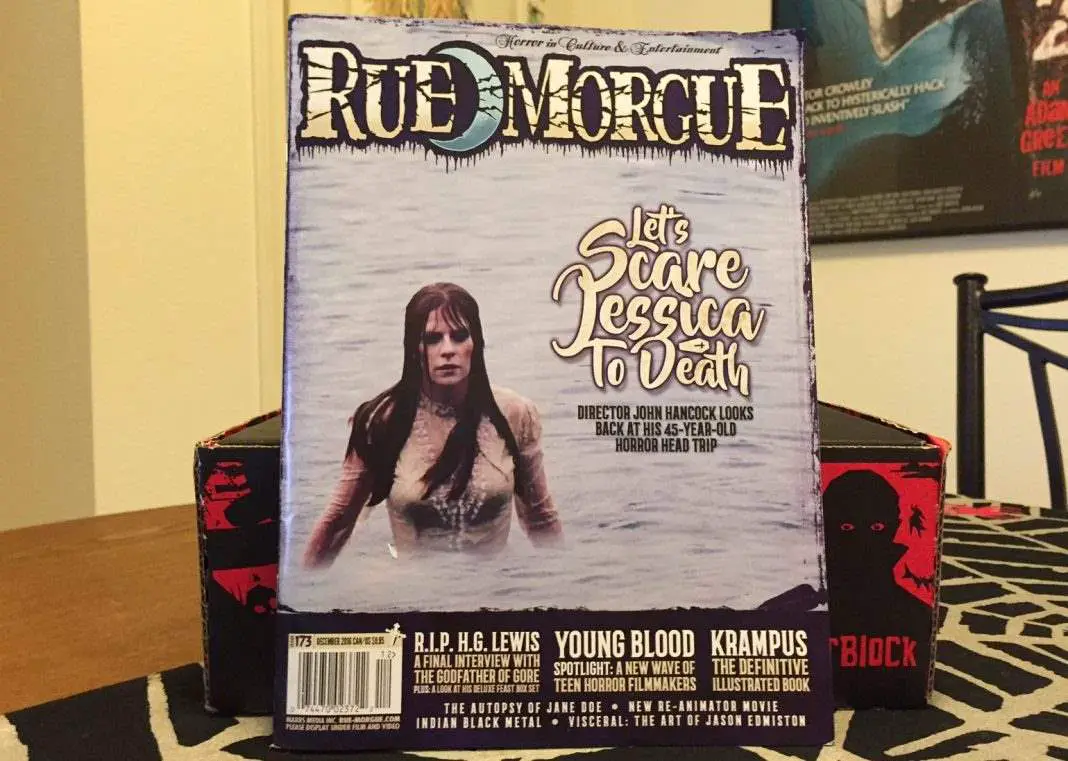 Horror in Culture & Entertainment
RUE MORGUE
Let's
Scare
Jessica
To Death
DIRECTOR JOHN HANCOCK LOOKS
BACK AT HIS 45-YEAR-OLD
HORROR HEAD TRIP
173 DECEMBER 2016 CAN/US $9.95
MARRS MEDIA INC. RUE-MORGUE.COM
PLEASE DISPLAY UNDER FILM AND VIDEO
R.I.P. H.G. LEWIS
A FINAL INTERVIEW WITH
THE GODFATHER OF GORE
PLUS: A LOOK AT HIS DELUXE FEAST BOX SET
YOUNG BLOOD
SPOTLIGHT: A NEW WAVE OF
TEEN HORROR FILMMAKERS
KRAMPUS
THE DEFINITIVE
ILLUSTRATED BOOK
THE AUTOPSY OF JANE DOE • NEW RE-ANIMATOR MOVIE
INDIAN BLACK METAL • VISCERAL: THE ART OF JASON EDMISTON
OR CROWLEY
CK TO HYSTERICALLY HACK
INVENTIVELY SLASH"
AN
ADAM
GREE
FILM
RBLOCK